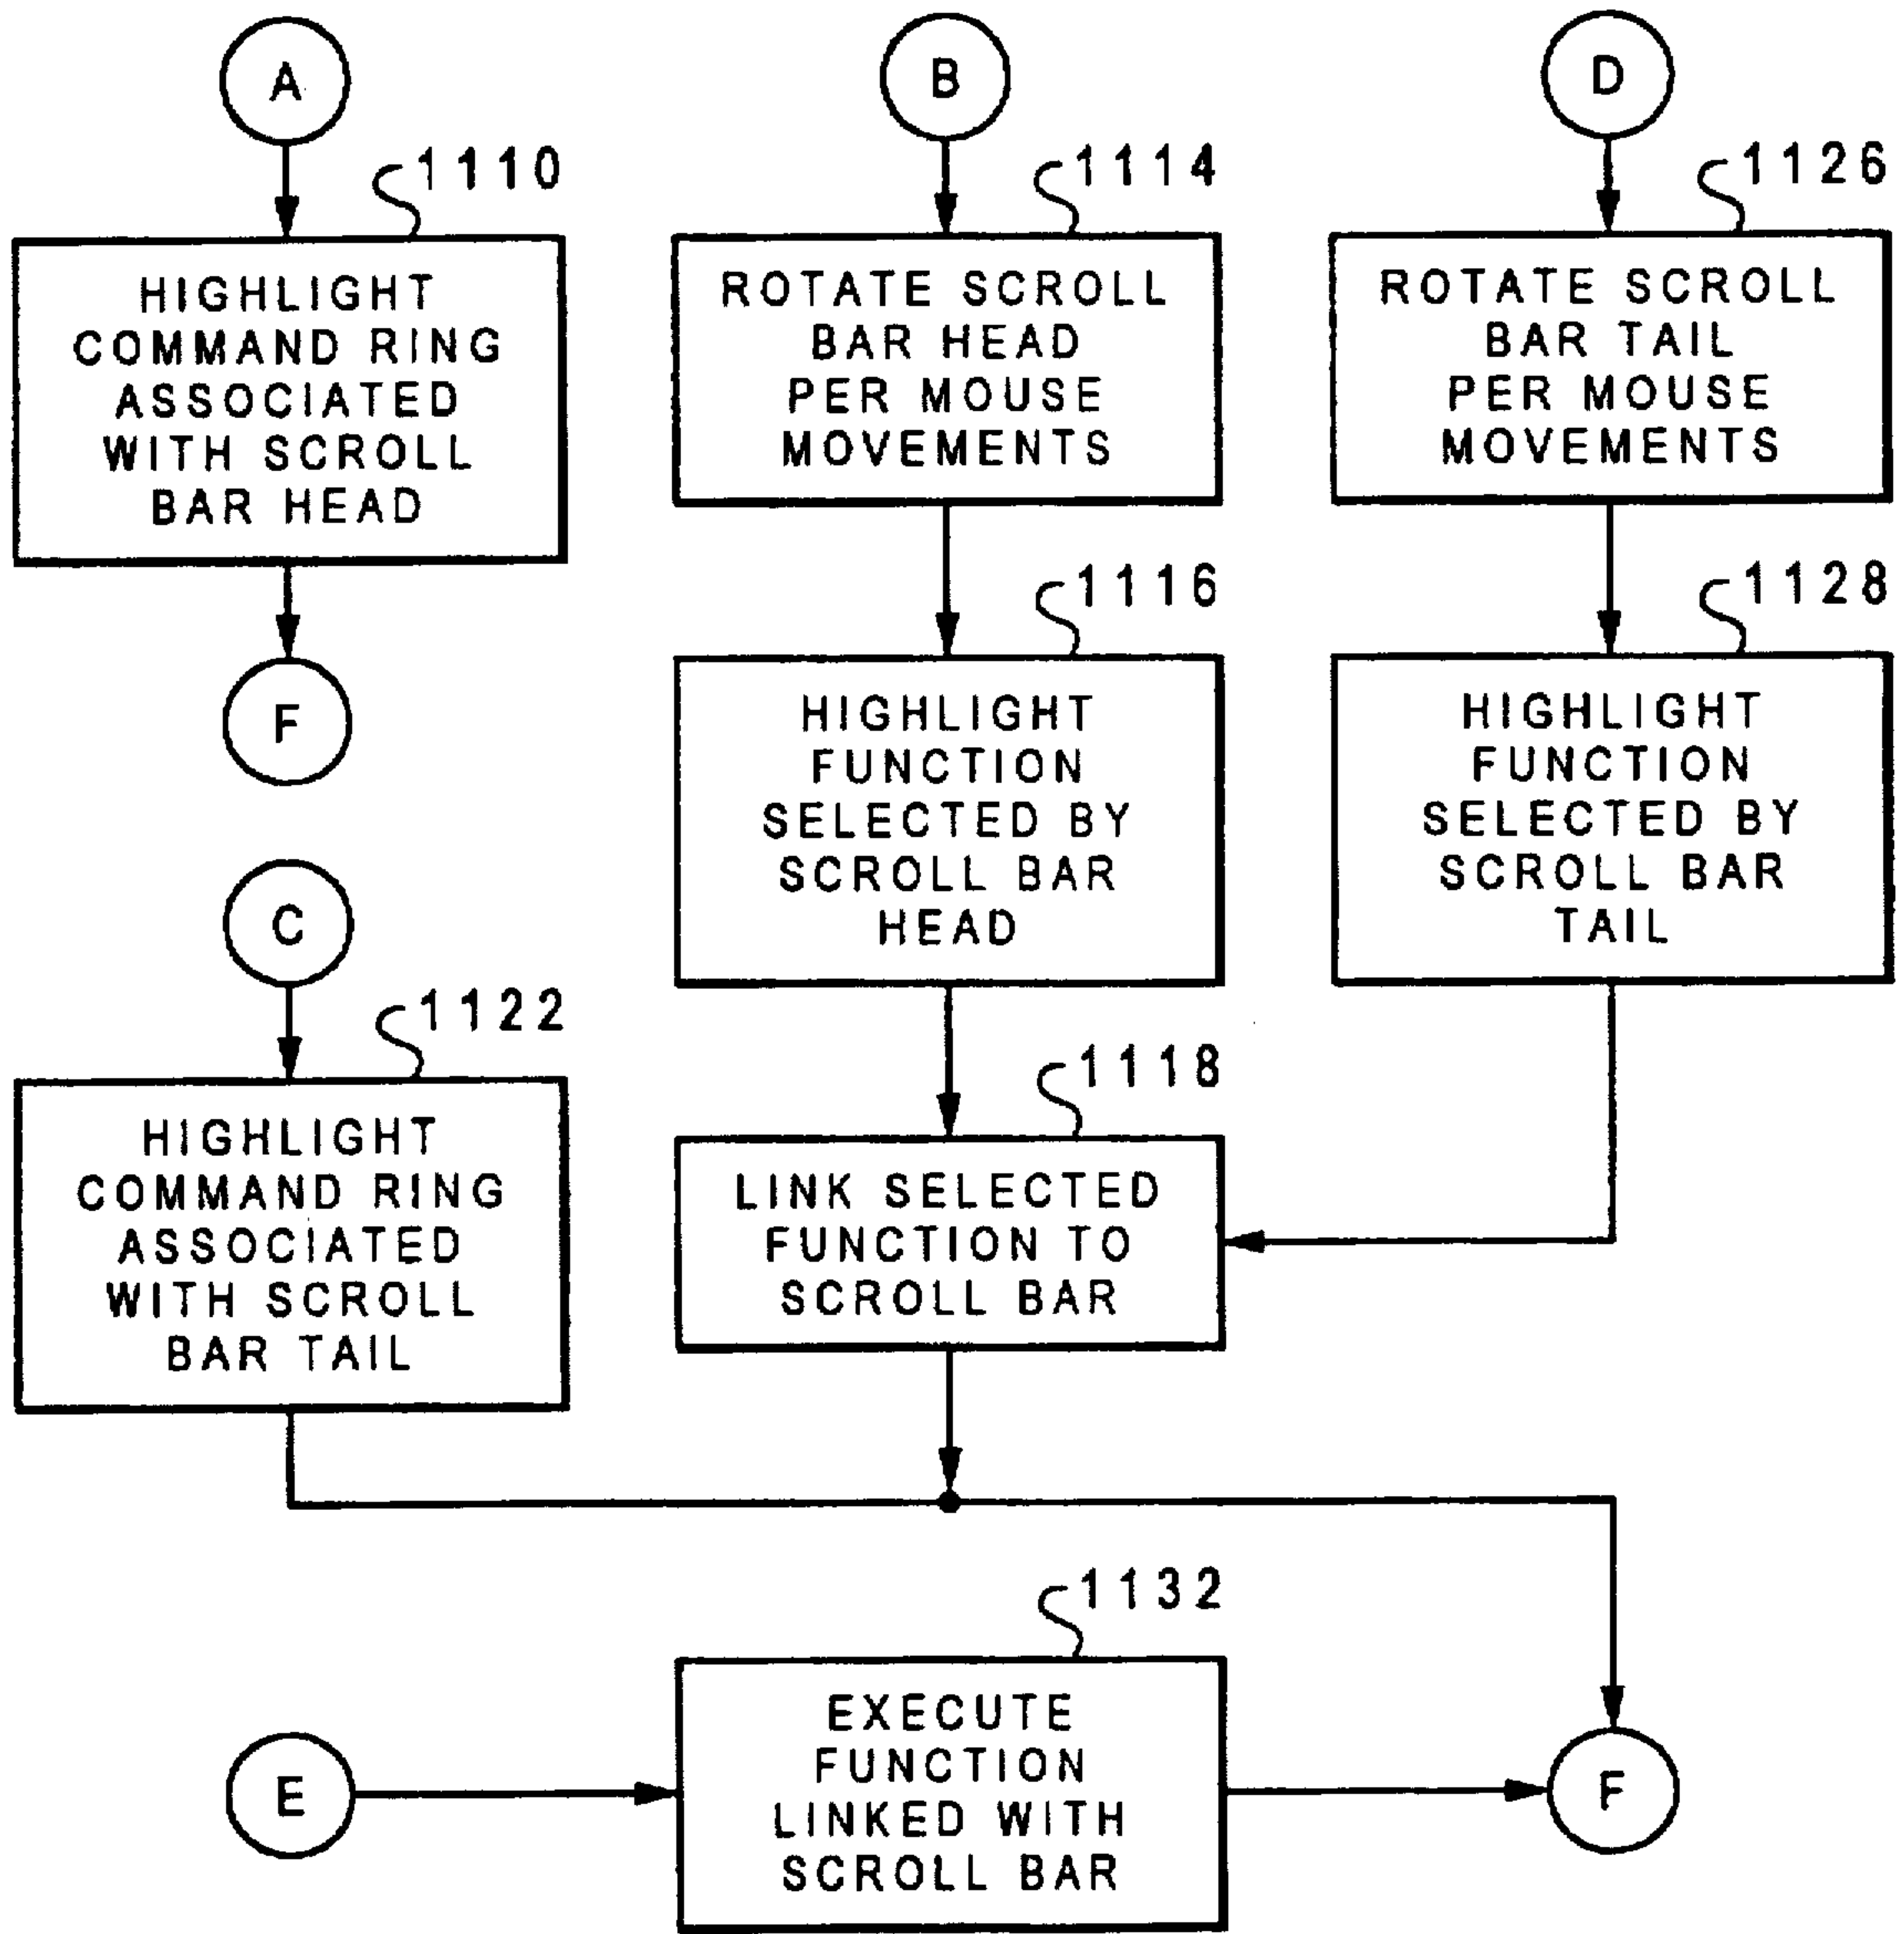 A
1110
HIGHLIGHT
COMMAND RING
ASSOCIATED
WITH SCROLL
BAR HEAD
F
B
1114
ROTATE SCROLL
BAR HEAD
PER MOUSE
MOVEMENTS
1116
HIGHLIGHT
FUNCTION
SELECTED BY
SCROLL BAR
HEAD
D
1126
ROTATE SCROLL
BAR TAIL
PER MOUSE
MOVEMENTS
1128
HIGHLIGHT
FUNCTION
SELECTED BY
SCROLL BAR
TAIL
C
1122
HIGHLIGHT
COMMAND RING
ASSOCIATED
WITH SCROLL
BAR TAIL
1118
LINK SELECTED
FUNCTION TO
SCROLL BAR
E
1132
EXECUTE
FUNCTION
LINKED WITH
SCROLL BAR
F